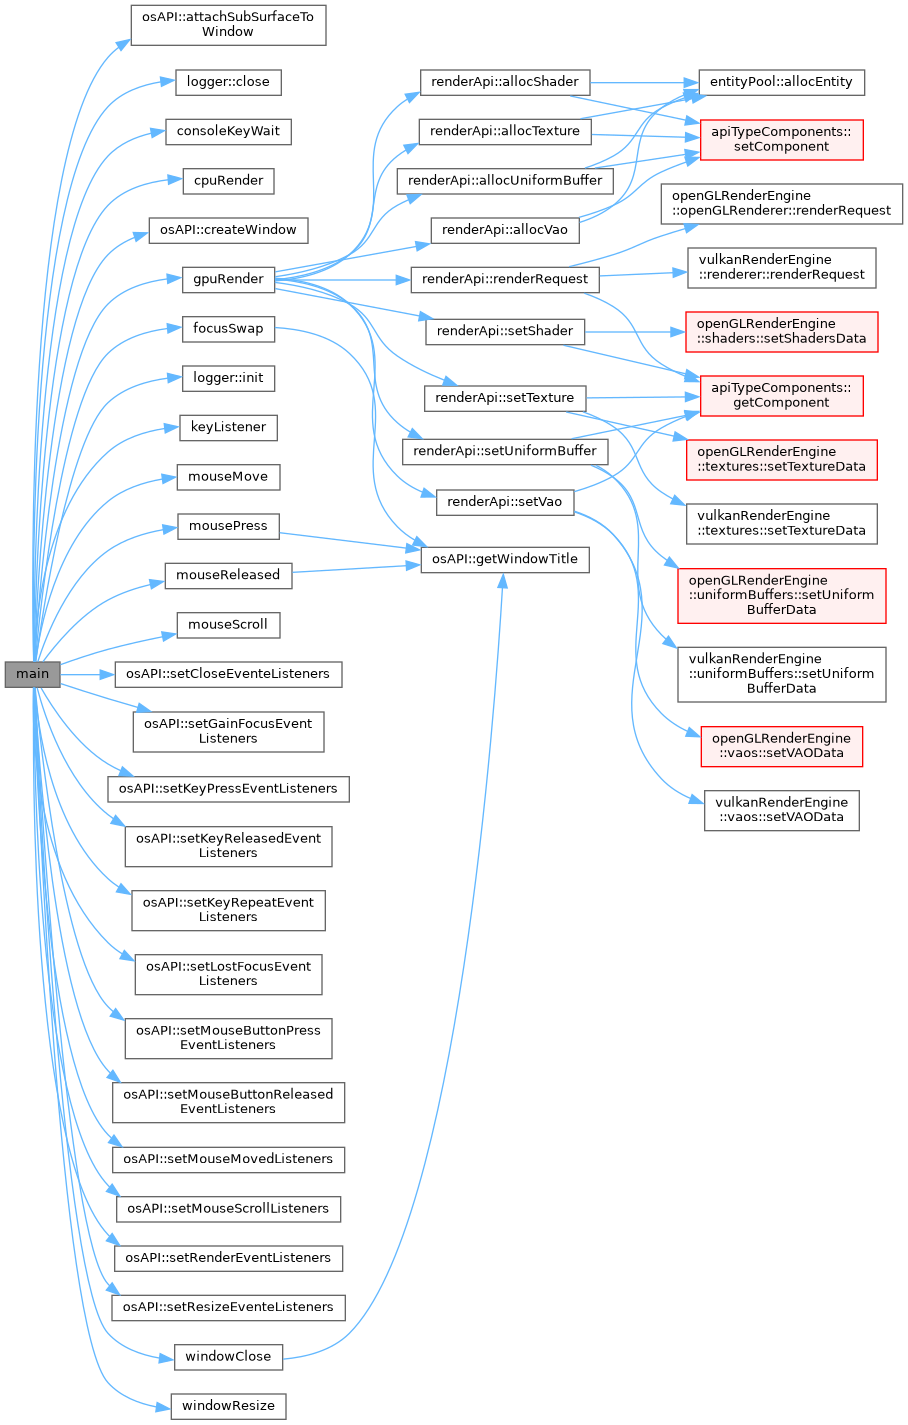 osAPI::attachSubSurfaceTo
Window
logger::close
consoleKeyWait
cpuRender
osAPI::createWindow
gpuRender
focusSwap
logger::init
keyListener
mouseMove
mousePress
mouseReleased
mouseScroll
main
osAPI::setCloseEventeListeners
osAPI::setGainFocusEvent
Listeners
osAPI::setKeyPressEventListeners
osAPI::setKeyReleasedEvent
Listeners
osAPI::setKeyRepeatEvent
Listeners
osAPI::setLostFocusEvent
Listeners
osAPI::setMouseButtonPress
EventListeners
osAPI::setMouseButtonReleased
EventListeners
osAPI::setMouseMovedListeners
osAPI::setMouseScrollListeners
osAPI::setRenderEventListeners
osAPI::setResizeEventeListeners
windowClose
windowResize
renderApi::allocShader
renderApi::allocTexture
renderApi::allocUniformBuffer
renderApi::allocVao
renderApi::renderRequest
renderApi::setShader
renderApi::setTexture
renderApi::setUniformBuffer
renderApi::setVao
osAPI::getWindowTitle
entityPool::allocEntity
apiTypeComponents::
setComponent
openGLRenderEngine
::openGLRenderer::renderRequest
vulkanRenderEngine
::renderer::renderRequest
openGLRenderEngine
::shaders::setShadersData
apiTypeComponents::
getComponent
openGLRenderEngine
::textures::setTextureData
vulkanRenderEngine
::textures::setTextureData
openGLRenderEngine
::uniformBuffers::setUniform
BufferData
vulkanRenderEngine
::uniformBuffers::setUniform
BufferData
openGLRenderEngine
::vaos::setVAOData
vulkanRenderEngine
::vaos::setVAOData